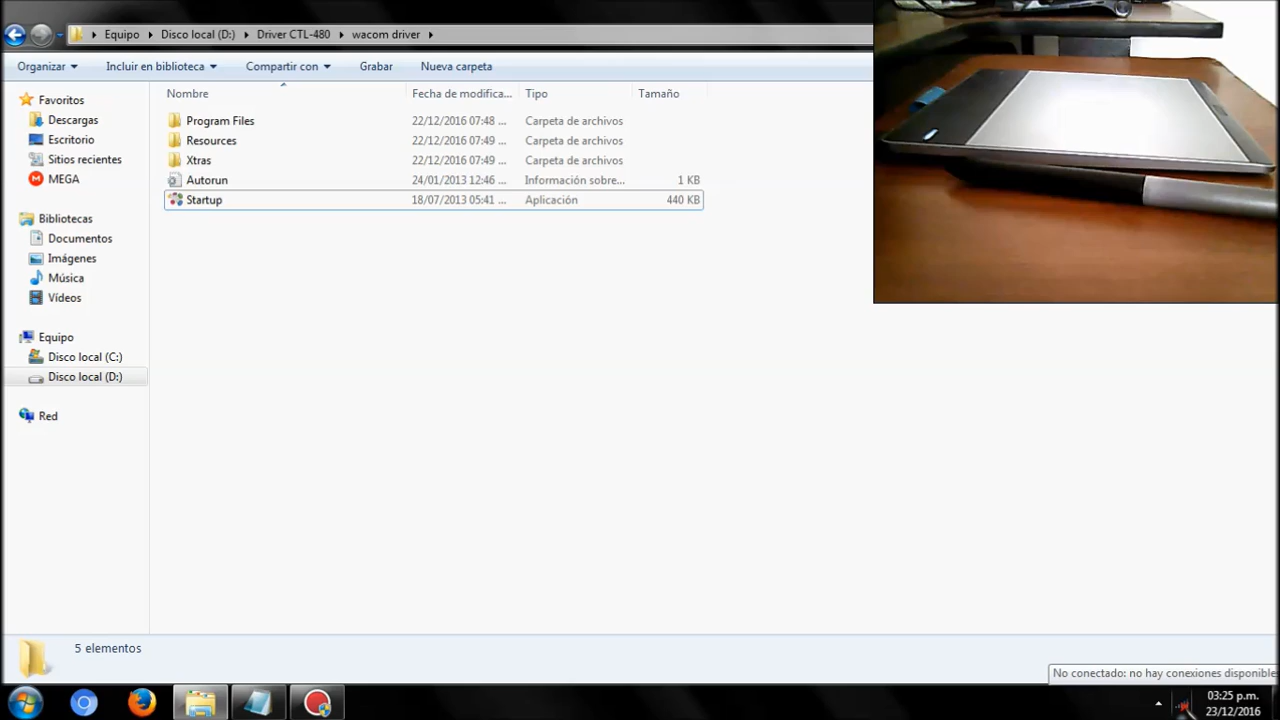 Equipo Disco local (D:) Driver CTL-480 wacom driver
Organizar Incluir en biblioteca Compartir con Grabar Nueva carpeta
Nombre Fecha de modifica... Tipo Tamaño
Favoritos
Descargas
Escritorio
Sitios recientes
MEGA
Bibliotecas
Documentos
Imágenes
Música
Vídeos
Equipo
Disco local (C:)
Disco local (D:)
Red
Program Files 22/12/2016 07:48 ... Carpeta de archivos
Resources 22/12/2016 07:49 ... Carpeta de archivos
Xtras 22/12/2016 07:49 ... Carpeta de archivos
Autorun 24/01/2013 12:46 ... Información sobre... 1 KB
Startup 18/07/2013 05:41 ... Aplicación 440 KB
5 elementos
No conectado: no hay conexiones disponible
03:25 p.m.
23/12/2016